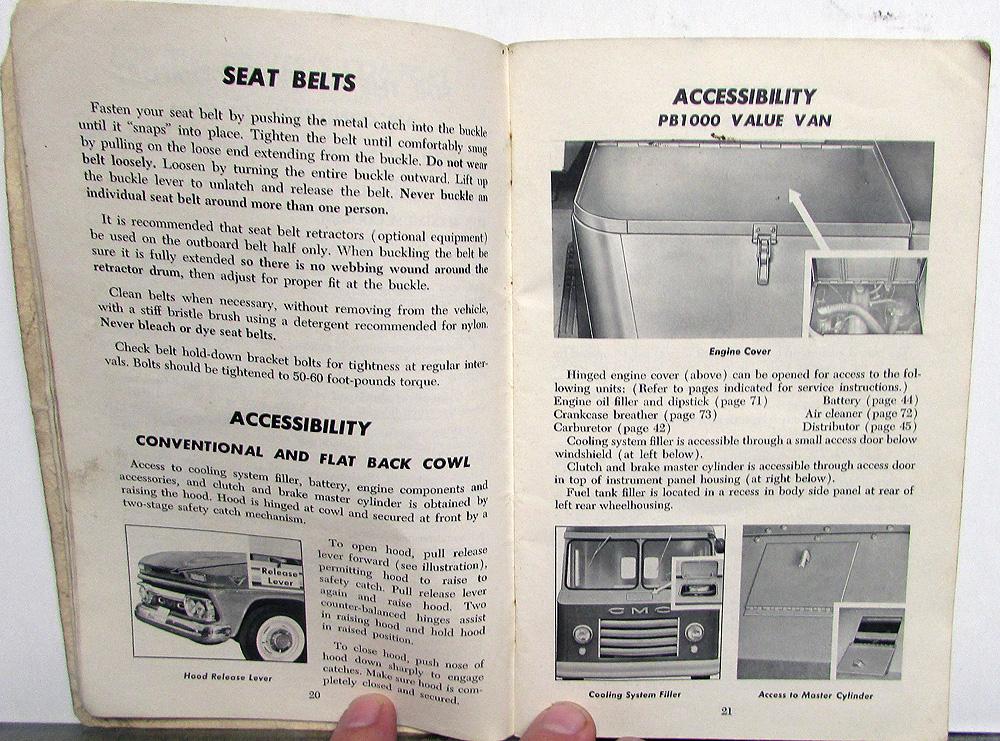 SEAT BELTS
Fasten your seat belt by pushing the metal catch into the buckle
until it “snaps” into place. Tighten the belt until comfortably snug
by pulling on the loose end extending from the buckle. Do not wear
belt loosely. Loosen by turning the entire buckle outward. Lift up
the buckle lever to unlatch and release the belt. Never buckle an
individual seat belt around more than one person.
It is recommended that seat belt retractors (optional equipment)
be used on the outboard belt half only. When buckling the belt be
sure it is fully extended so there is no webbing wound around the
retractor drum, then adjust for proper fit at the buckle.
Clean belts when necessary, without removing from the vehicle,
with a stiff bristle brush using a detergent recommended for nylon.
Never bleach or dye seat belts.
Check belt hold-down bracket bolts for tightness at regular inter-
vals. Bolts should be tightened to 50-60 foot-pounds torque.
ACCESSIBILITY
CONVENTIONAL AND FLAT BACK COWL
Access to cooling system filler, battery, engine components and
accessories, and clutch and brake master cylinder is obtained by
raising the hood. Hood is hinged at cowl and secured at front by a
two-stage safety catch mechanism.
Release
Lever
Hood Release Lever
To open hood, pull release
lever forward (see illustration),
permitting hood to raise to
safety catch. Pull release lever
again and raise hood. Two
counter-balanced hinges assist
in raising hood and hold hood
in raised position.
To close hood, push nose of
hood down sharply to engage
catches. Make sure hood is com-
pletely closed and secured.
20
ACCESSIBILITY
PB1000 VALUE VAN
Engine Cover
Hinged engine cover (above) can be opened for access to the fol-
lowing units: (Refer to pages indicated for service instructions.)
Engine oil filler and dipstick (page 71) Battery (page 44)
Crankcase breather (page 73) Air cleaner (page 72)
Carburetor (page 42) Distributor (page 45)
Cooling system filler is accessible through a small access door below
windshield (at left below).
Clutch and brake master cylinder is accessible through access door
in top of instrument panel housing (at right below).
Fuel tank filler is located in a recess in body side panel at rear of
left rear wheelhousing.
GMC
Cooling System Filler
Access to Master Cylinder
21